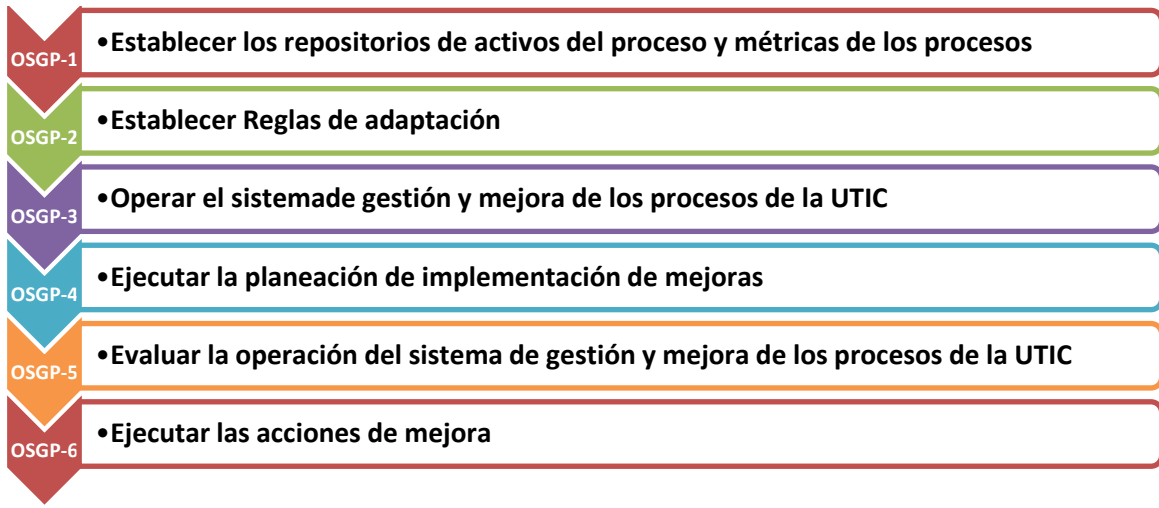 OSGP-1
•Establecer los repositorios de activos del proceso y métricas de los procesos
OSGP-2
•Establecer Reglas de adaptación
OSGP-3
•Operar el sistemade gestión y mejora de los procesos de la UTIC
OSGP-4
•Ejecutar la planeación de implementación de mejoras
OSGP-5
•Evaluar la operación del sistema de gestión y mejora de los procesos de la UTIC
OSGP-6
•Ejecutar las acciones de mejora